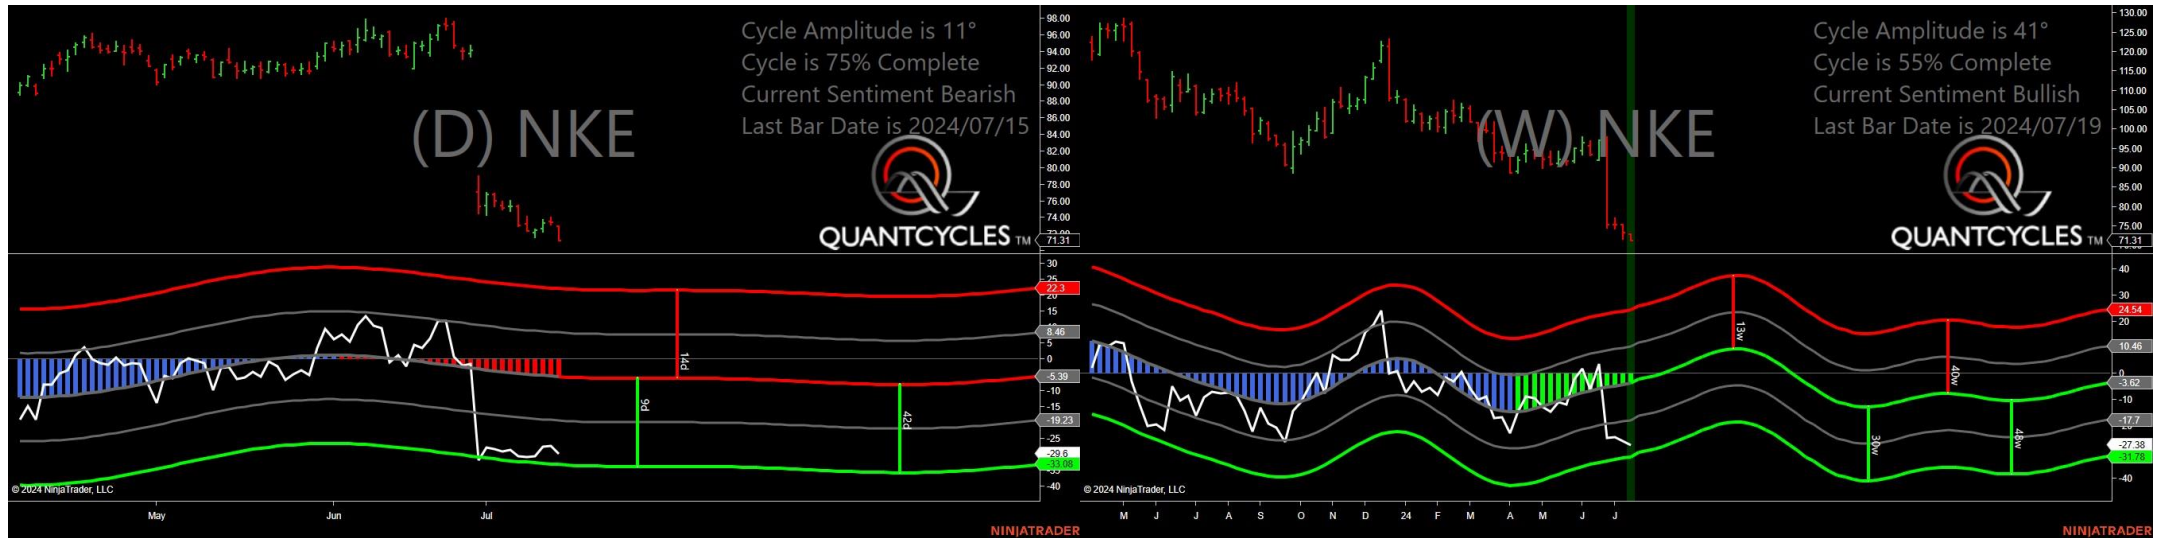 Cycle Amplitude is 11°
Cycle is 75% Complete
Current Sentiment Bearish
Last Bar Date is 2024/07/15
(D) NKE
QUANTCYCLES TM
98.00
96.00
94.00
92.00
90.00
88.00
86.00
84.00
82.00
80.00
78.00
76.00
74.00
71.31
30
25
22.3
20
15
8.46
5
0
-5.39
-10
-15
-19.23
-25
-29.6
-33.08
-40
14d
9d
42d
© 2024 NinjaTrader, LLC
May Jun Jul
NINJATRADER
Cycle Amplitude is 41°
Cycle is 55% Complete
Current Sentiment Bullish
Last Bar Date is 2024/07/19
(W) NKE
QUANTCYCLES TM
130.00
125.00
120.00
115.00
110.00
105.00
100.00
95.00
90.00
85.00
80.00
75.00
71.31
40
30
24.54
20
10.46
0
-3.62
-10
-17.7
-27.38
-31.78
-40
13w
30w
40w
48w
© 2024 NinjaTrader, LLC
M J J A S O N D 24 F M A M J J
NINJATRADER